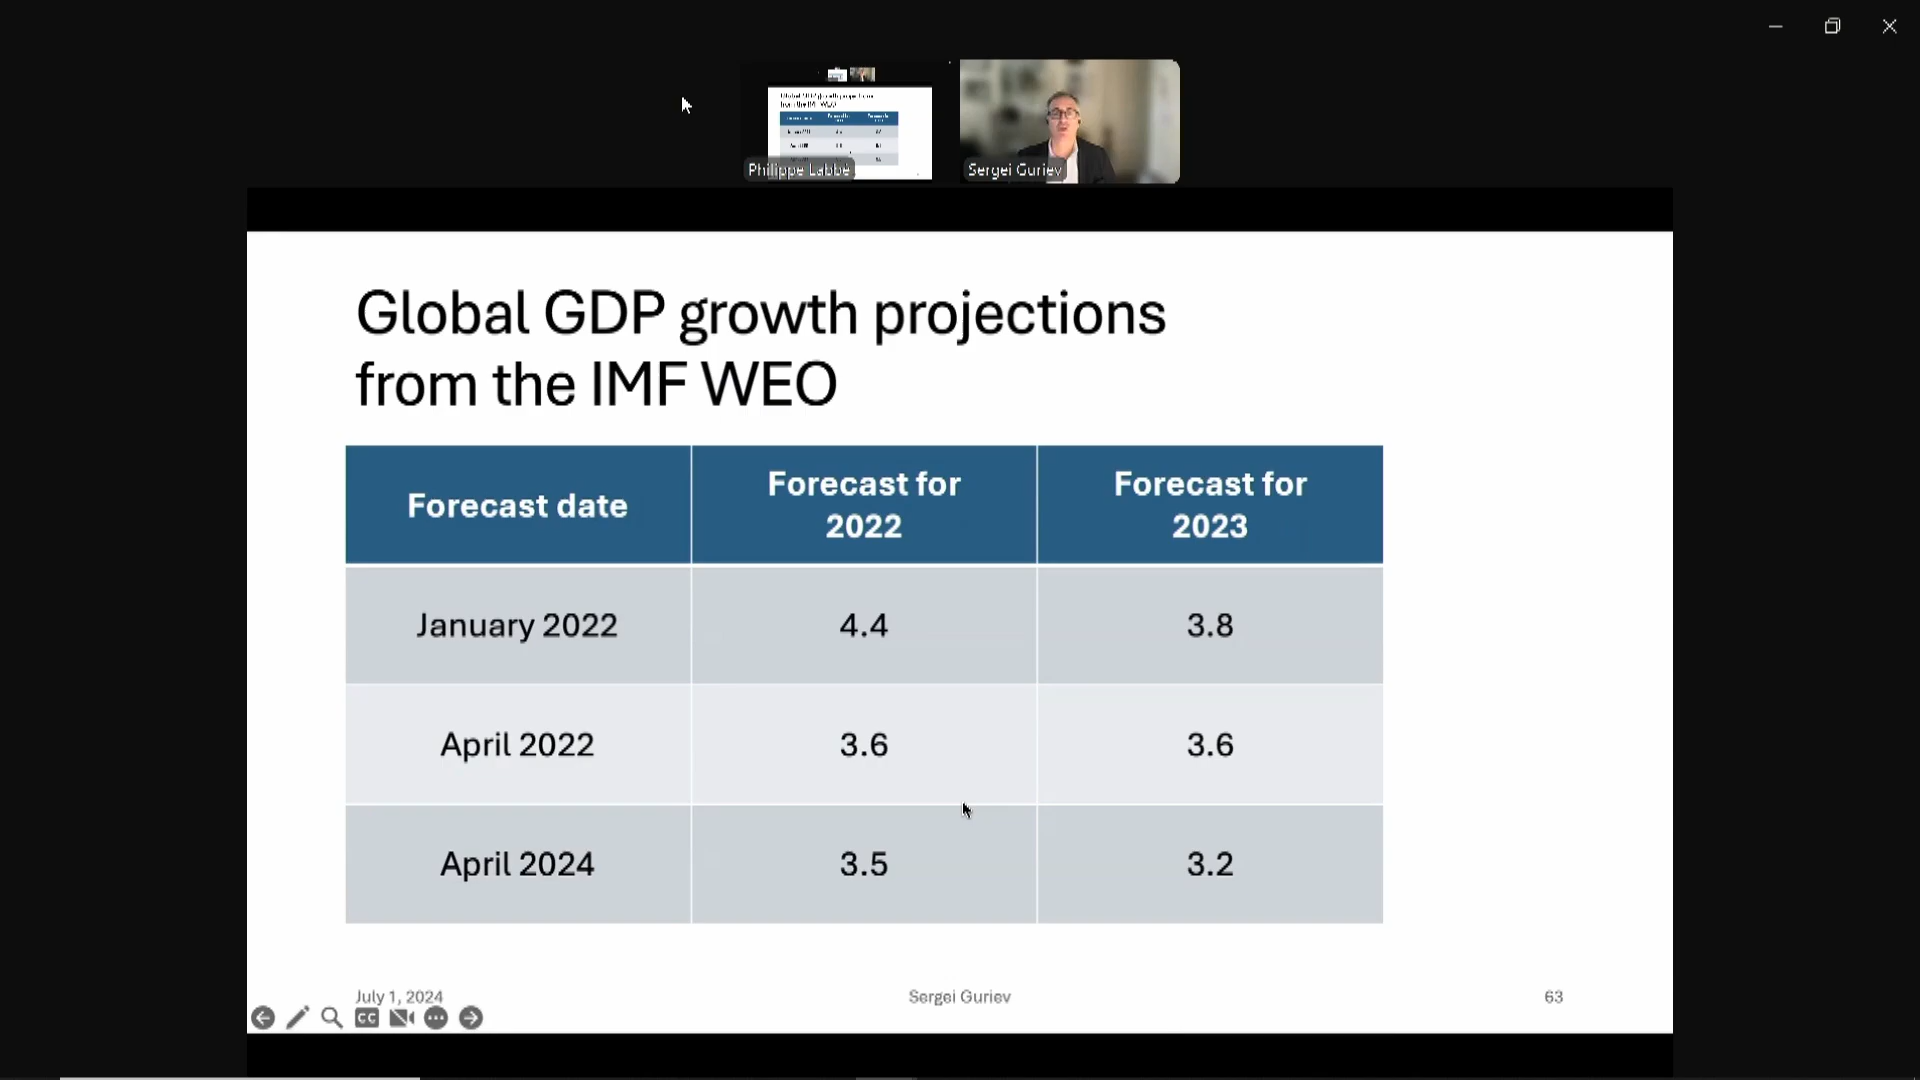 Philippe Labbé
Sergei Guriev
Global GDP growth projections
from the IMF WEO
Forecast date
Forecast for
2022
Forecast for
2023
January 2022
4.4
3.8
April 2022
3.6
3.6
April 2024
3.5
3.2
July 1, 2024
Sergei Guriev
63
CC